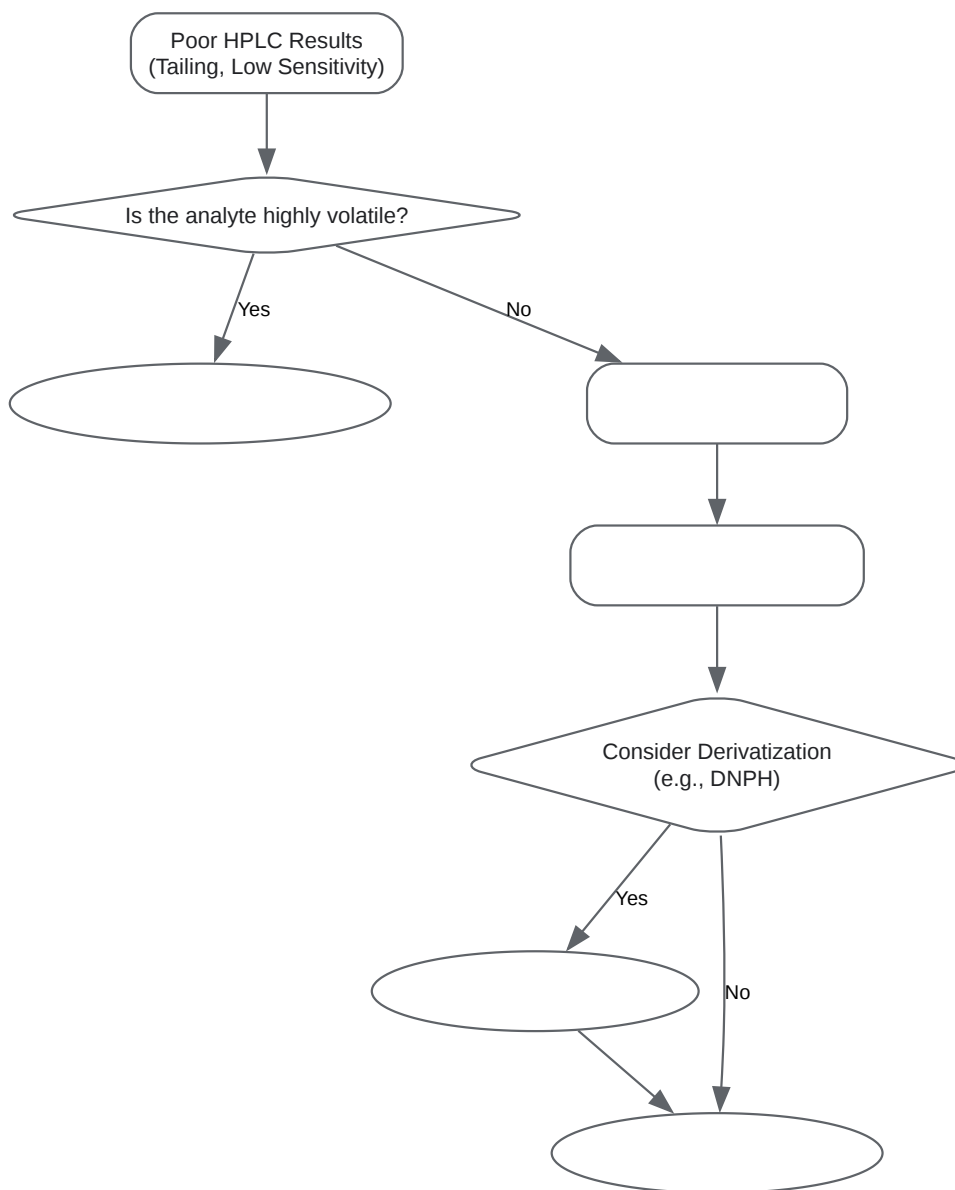 Poor HPLC Results
(Tailing, Low Sensitivity)
Is the analyte highly volatile?
Yes
No
Consider Derivatization
(e.g., DNPH)
Yes
No